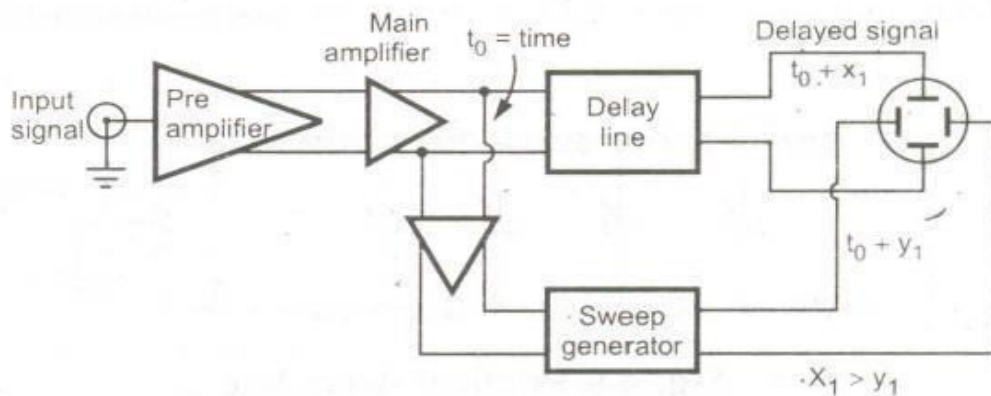 Input
signal
Pre
amplifier
Main
amplifier
t0 = time
Delay
line
Delayed signal
t0 + x1
t0 + y1
Sweep
generator
X1 > y1